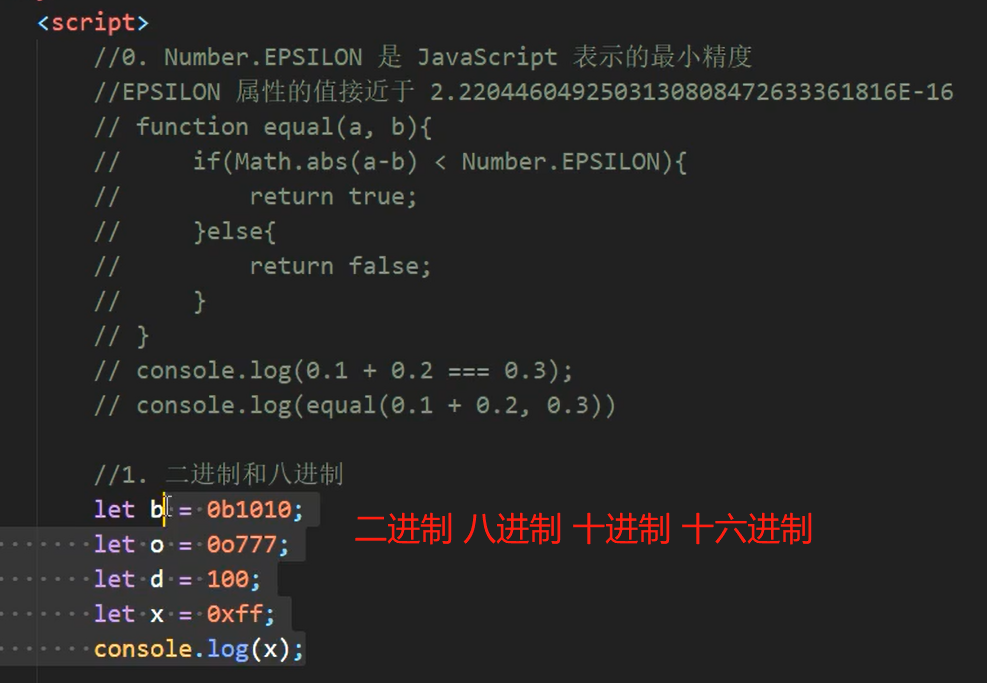 <script>
//0. Number.EPSILON 是 JavaScript 表示的最小精度
//EPSILON 属性的值接近于 2.2204460492503130808472633361816E-16
// function equal(a, b){
//     if(Math.abs(a-b) < Number.EPSILON){
//         return true;
//     }else{
//         return false;
//     }
// }
// console.log(0.1 + 0.2 === 0.3);
// console.log(equal(0.1 + 0.2, 0.3))
//1. 二进制和八进制
let b = 0b1010;
二进制 八进制 十进制 十六进制
let o = 0o777;
let d = 100;
let x = 0xff;
console.log(x);